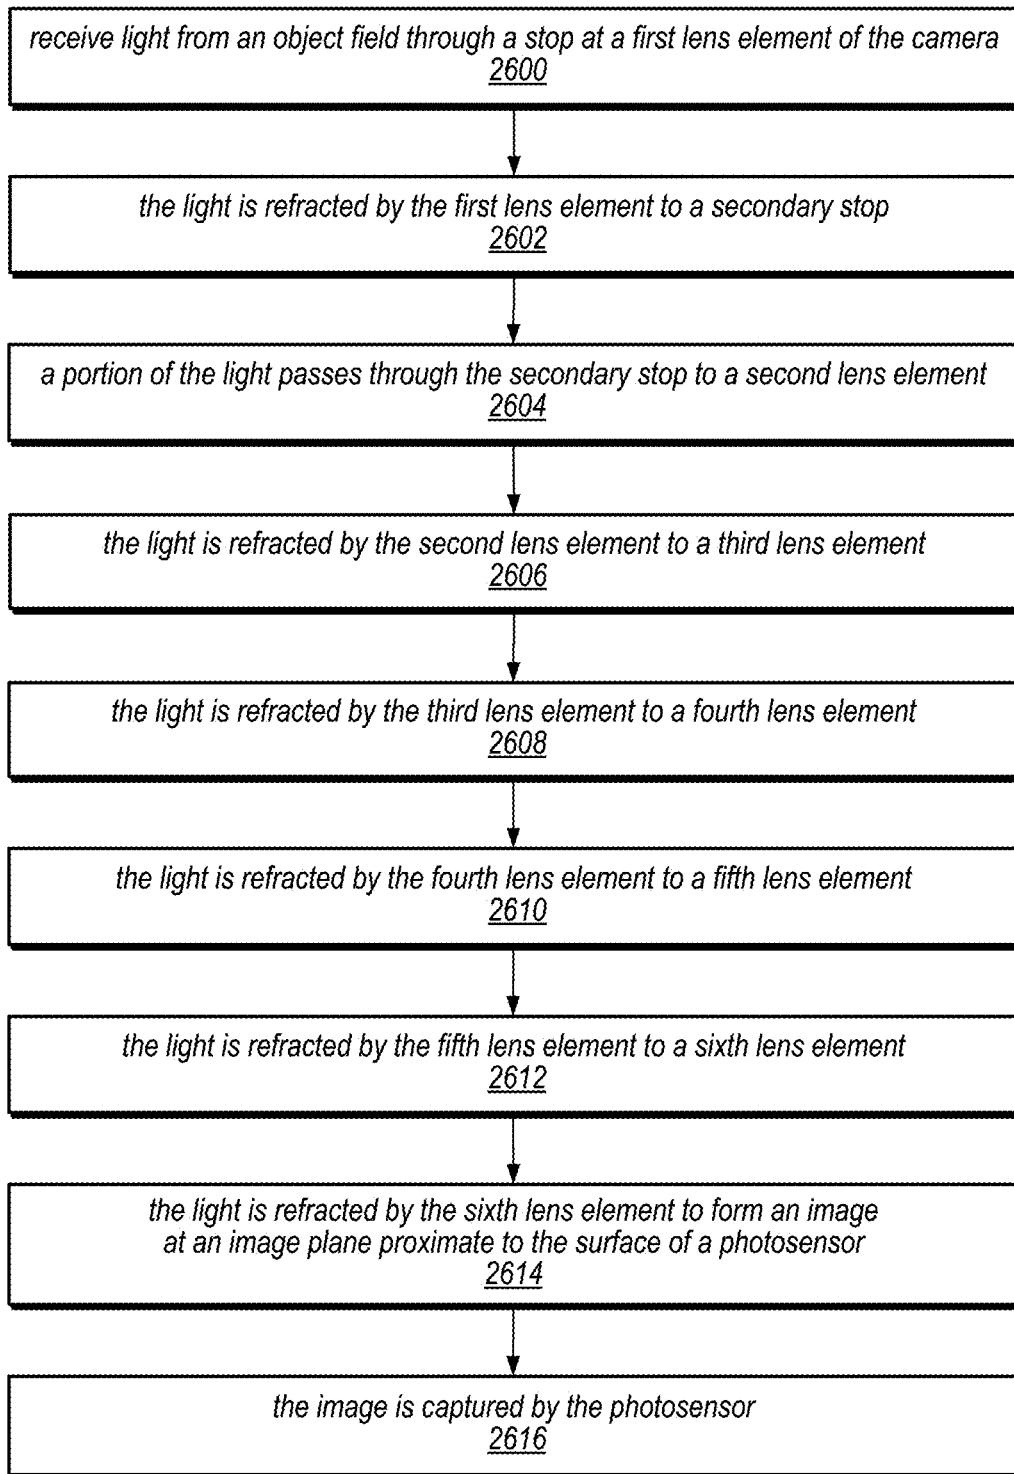 receive light from an object field through a stop at a first lens element of the camera
2600
the light is refracted by the first lens element to a secondary stop
2602
a portion of the light passes through the secondary stop to a second lens element
2604
the light is refracted by the second lens element to a third lens element
2606
the light is refracted by the third lens element to a fourth lens element
2608
the light is refracted by the fourth lens element to a fifth lens element
2610
the light is refracted by the fifth lens element to a sixth lens element
2612
the light is refracted by the sixth lens element to form an image
at an image plane proximate to the surface of a photosensor
2614
the image is captured by the photosensor
2616